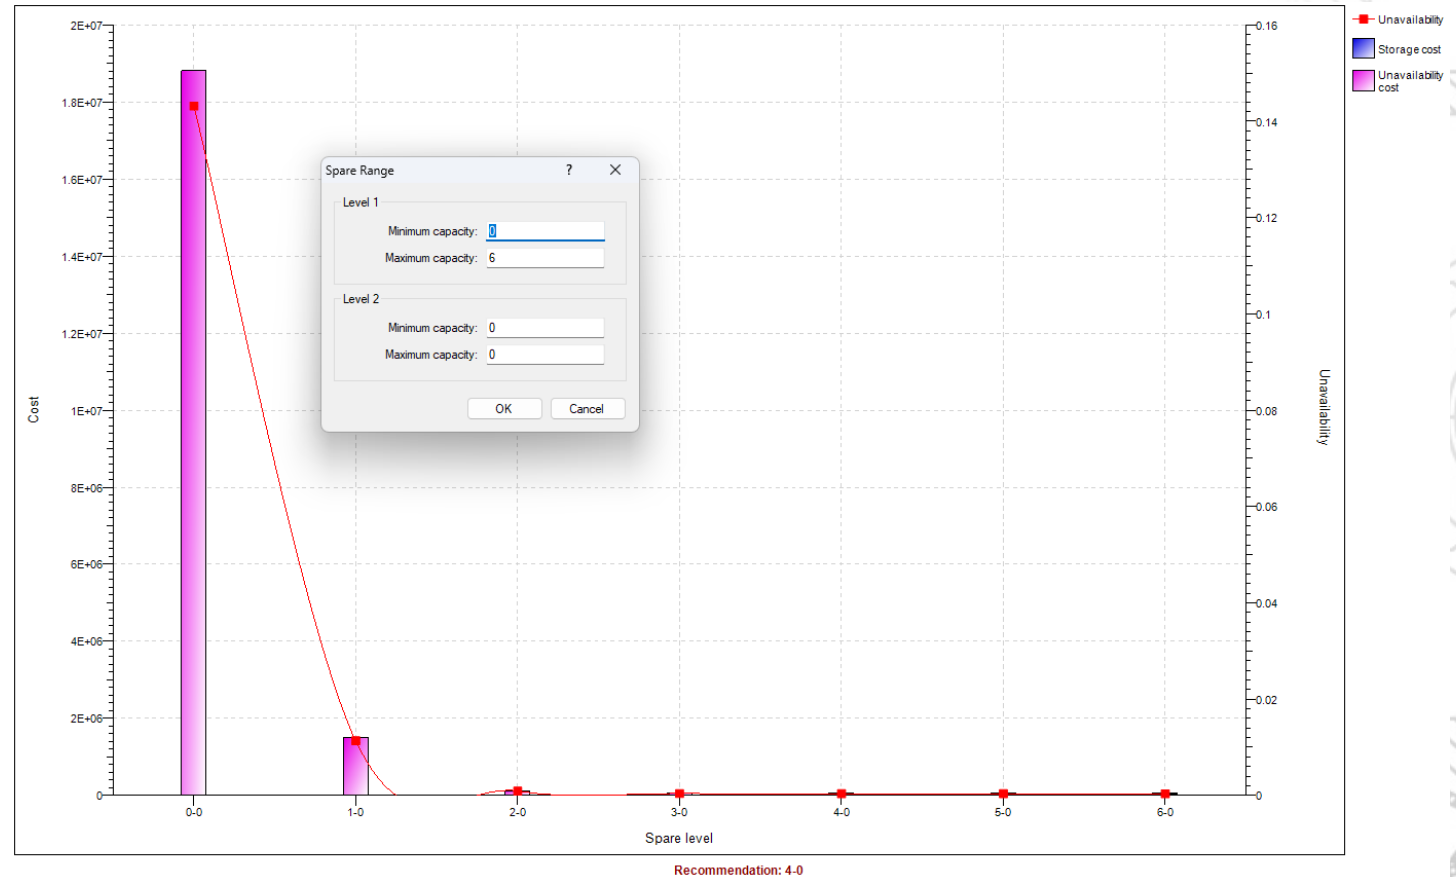 2E+07
1.8E+07
1.6E+07
1.4E+07
1.2E+07
1E+07
8E+06
6E+06
4E+06
2E+06
0
Cost
0.16
0.14
0.12
0.1
0.08
0.06
0.04
0.02
0
Unavailability
Unavailability
Storage cost
Unavailability
cost
Spare Range ?
Level 1
Minimum capacity: 0
Maximum capacity: 6
Level 2
Minimum capacity: 0
Maximum capacity: 0
OK Cancel
0-0 1-0 2-0 3-0 4-0 5-0 6-0
Spare level
Recommendation: 4-0